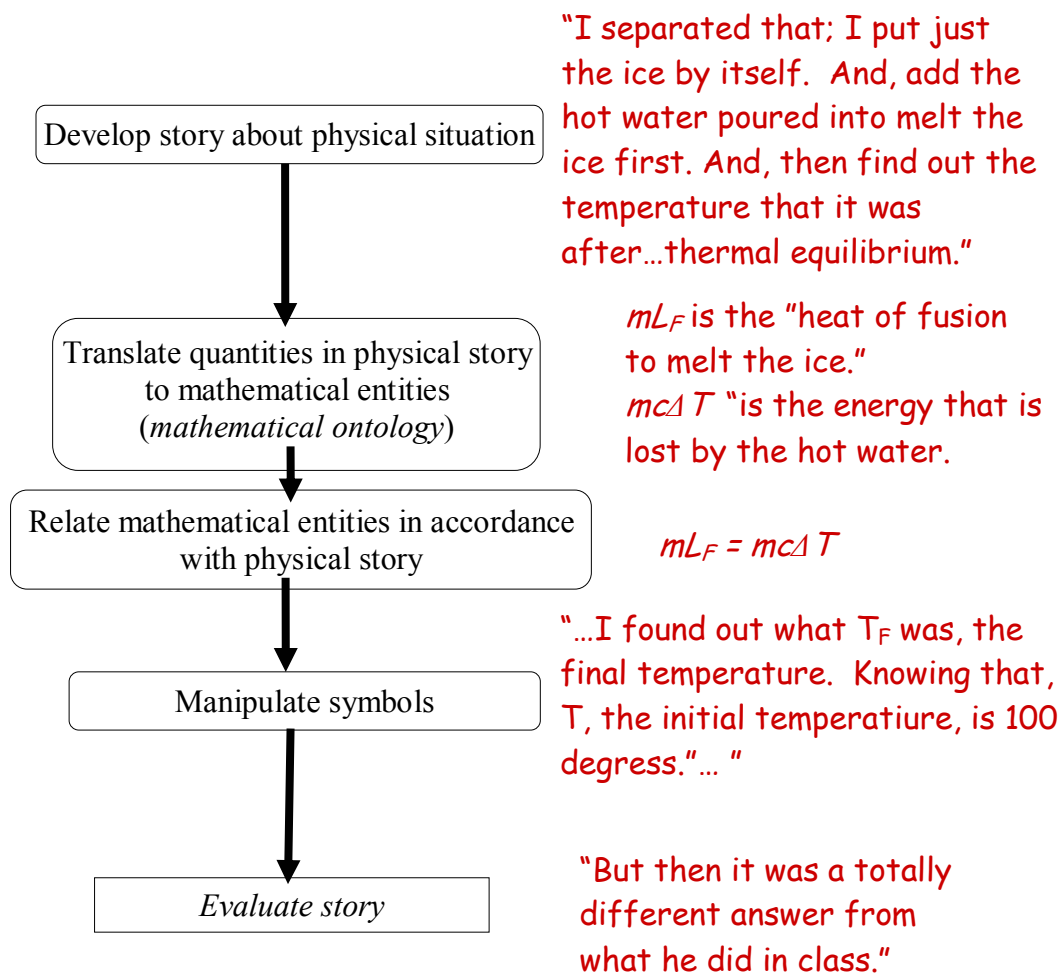 “I separated that; I put just
the ice by itself.  And, add the
hot water poured into melt the
ice first. And, then find out the
temperature that it was
after…thermal equilibrium.”
Develop story about physical situation
mL_F is the ”heat of fusion
to melt the ice.”
mcΔT “is the energy that is
lost by the hot water.
Translate quantities in physical story
to mathematical entities
(mathematical ontology)
Relate mathematical entities in accordance
with physical story
mL_F = mcΔT
“…I found out what T_F was, the
final temperature.  Knowing that,
T, the initial temperatiure, is 100
degress.”… ”
Manipulate symbols
Evaluate story
“But then it was a totally
different answer from
what he did in class.”